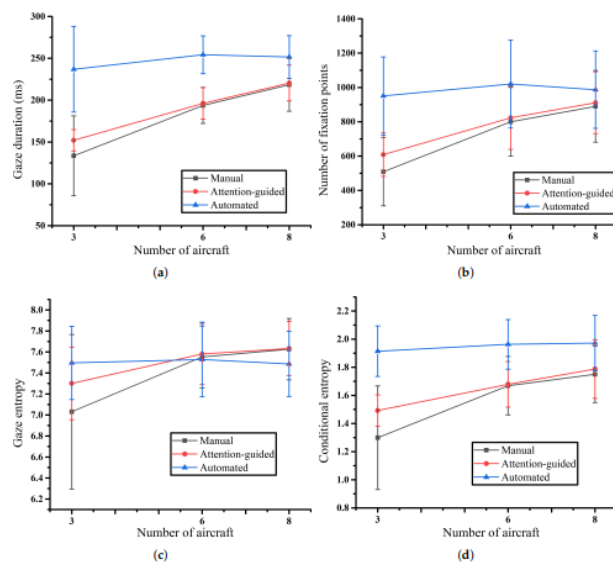 300
250
200
150
100
50
Gaze duration (ms)
Manual
Attention-guided
Automated
3
6
8
Number of aircraft
(a)
1400
1200
1000
800
600
400
200
Number of fixation points
Manual
Attention-guided
Automated
3
6
8
Number of aircraft
(b)
8.0
7.8
7.6
7.4
7.2
7.0
6.8
6.6
6.4
6.2
Gaze entropy
Manual
Attention-guided
Automated
3
6
8
Number of aircraft
(c)
2.2
2.0
1.8
1.6
1.4
1.2
1.0
0.8
Conditional entropy
Manual
Attention-guided
Automated
3
6
8
Number of aircraft
(d)